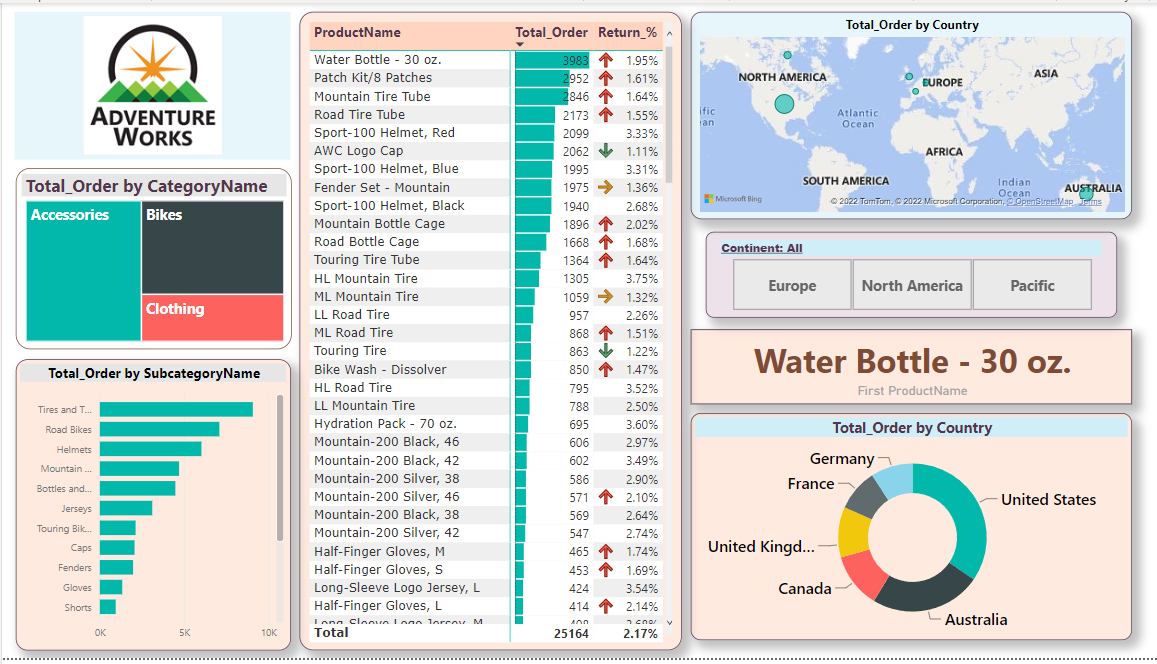 ADVENTURE
WORKS
Total_Order by CategoryName
Accessories
Bikes
Clothing
Total_Order by SubcategoryName
Tires and T...
Road Bikes
Helmets
Mountain ...
Bottles and...
Jerseys
Touring Bik...
Caps
Fenders
Gloves
Shorts
0K 5K 10K
ProductName Total_Order Return_%
Water Bottle - 30 oz. 3983 1.95%
Patch Kit/8 Patches 2952 1.61%
Mountain Tire Tube 2846 1.64%
Road Tire Tube 2173 1.55%
Sport-100 Helmet, Red 2099 3.33%
AWC Logo Cap 2062 1.11%
Sport-100 Helmet, Blue 1995 3.31%
Fender Set - Mountain 1975 1.36%
Sport-100 Helmet, Black 1940 2.68%
Mountain Bottle Cage 1896 2.02%
Road Bottle Cage 1668 1.68%
Touring Tire Tube 1364 1.64%
HL Mountain Tire 1305 3.75%
ML Mountain Tire 1059 1.32%
LL Road Tire 957 2.26%
ML Road Tire 868 1.51%
Touring Tire 863 1.22%
Bike Wash - Dissolver 850 1.47%
HL Road Tire 795 3.52%
LL Mountain Tire 788 2.50%
Hydration Pack - 70 oz. 695 3.60%
Mountain-200 Black, 46 606 2.97%
Mountain-200 Black, 42 602 3.49%
Mountain-200 Silver, 38 586 2.90%
Mountain-200 Silver, 46 571 2.10%
Mountain-200 Black, 38 569 2.64%
Mountain-200 Silver, 42 547 2.74%
Half-Finger Gloves, M 465 1.74%
Half-Finger Gloves, S 453 1.69%
Long-Sleeve Logo Jersey, L 424 3.54%
Half-Finger Gloves, L 414 2.14%
Long-Sleeve Logo Jersey, M
Total 25164 2.17%
Total_Order by Country
NORTH AMERICA
EUROPE
ASIA
ific
an
Atlantic
Ocean
AFRICA
SOUTH AMERICA
Indian
Ocean
AUSTRALIA
Microsoft Bing
© 2022 TomTom, © 2022 Microsoft Corporation, © OpenStreetMap Terms
Continent: All
Europe
North America
Pacific
Water Bottle - 30 oz.
First ProductName
Total_Order by Country
Germany
France
United States
United Kingd...
Canada
Australia